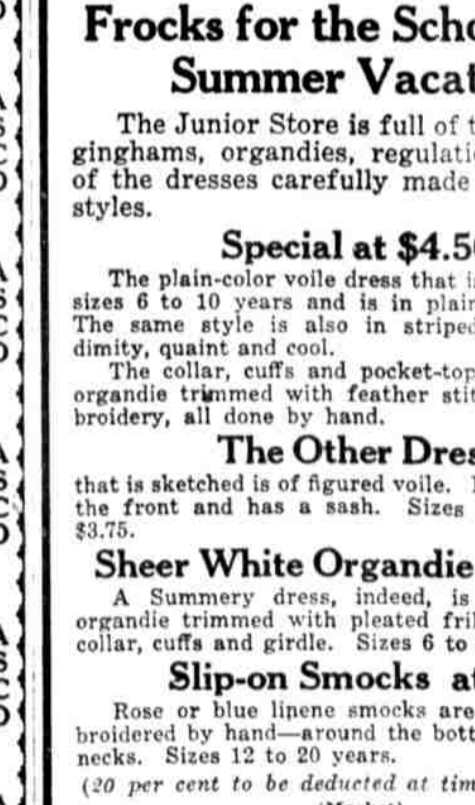 Frocks for the Scho
Summer Vacat
The Junior Store is full of t
ginghams, organdies, regulati
of the dresses carefully made
styles.
Special at $4.50
The plain-color voile dress that i
sizes 6 to 10 years and is in plain
The same style is also in striped
dimity, quaint and cool.
The collar, cuffs and pocket-top
organdie trimmed with feather stit
broidery, all done by hand.
The Other Dres
that is sketched is of figured voile.
the front and has a sash. Sizes
$3.75.
Sheer White Organdie
A Summery dress, indeed, is
organdie trimmed with pleated fril
collar, cuffs and girdle. Sizes 6 to
Slip-on Smocks at
Rose or blue linene smocks are
broidered by hand—around the bott
necks. Sizes 12 to 20 years.
(20 per cent to be deducted at tim